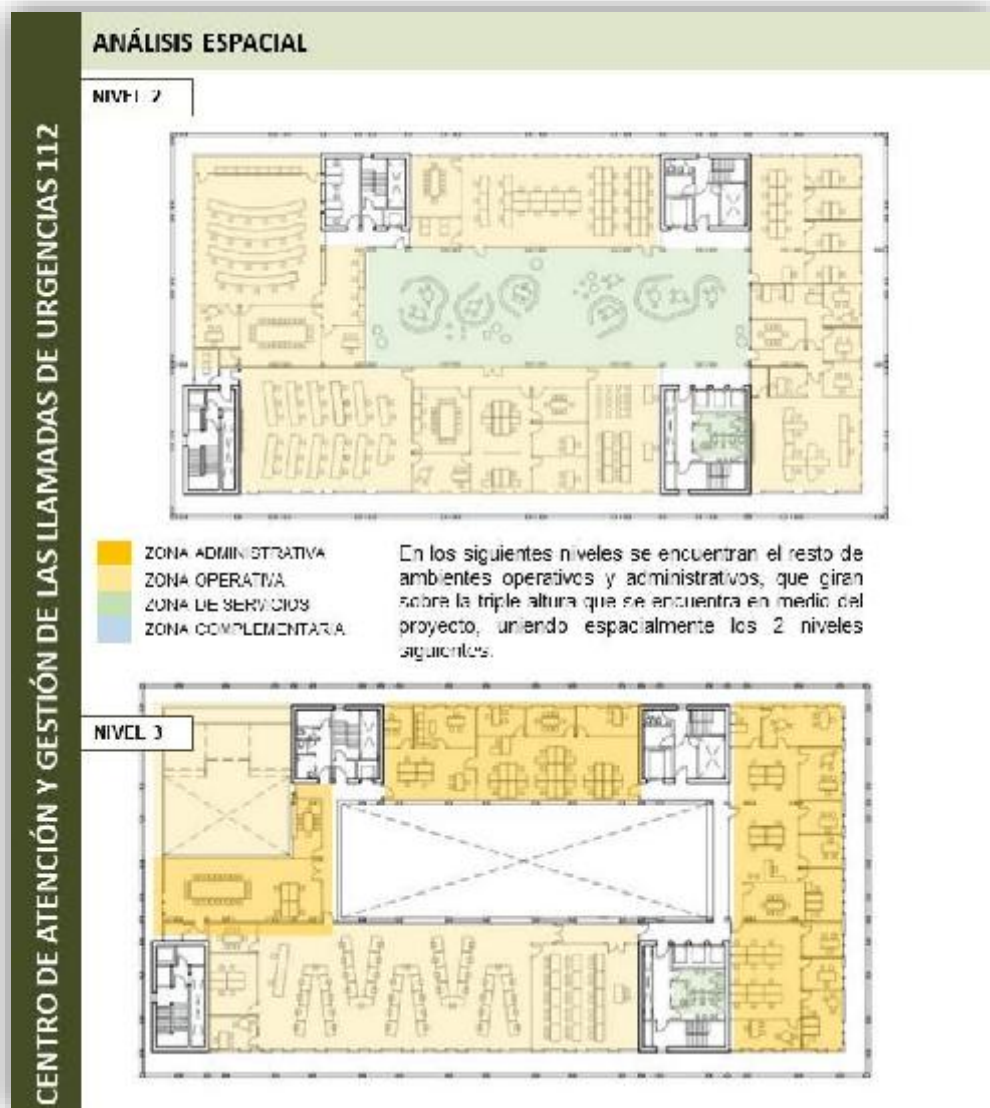 ANÁLISIS ESPACIAL
CENTRO DE ATENCIÓN Y GESTIÓN DE LAS LLAMADAS DE URGENCIAS 112
NIVEL 2
ZONA ADMINISTRATIVA
ZONA OPERATIVA
ZONA DE SERVICIOS
ZONA COMPLEMENTARIA
En los siguientes niveles se encuentran el resto de
ambientes operativos y administrativos, que giran
sobre la triple altura que se encuentra en medio del
proyecto, uniendo espacialmente los 2 niveles
siguientes.
NIVEL 3